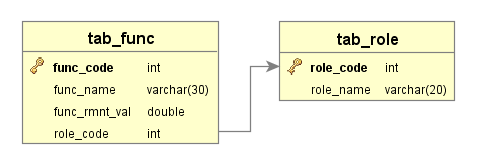 tab_func
func_code int
func_name varchar(30)
func_rmnt_val double
role_code int
tab_role
role_code int
role_name varchar(20)